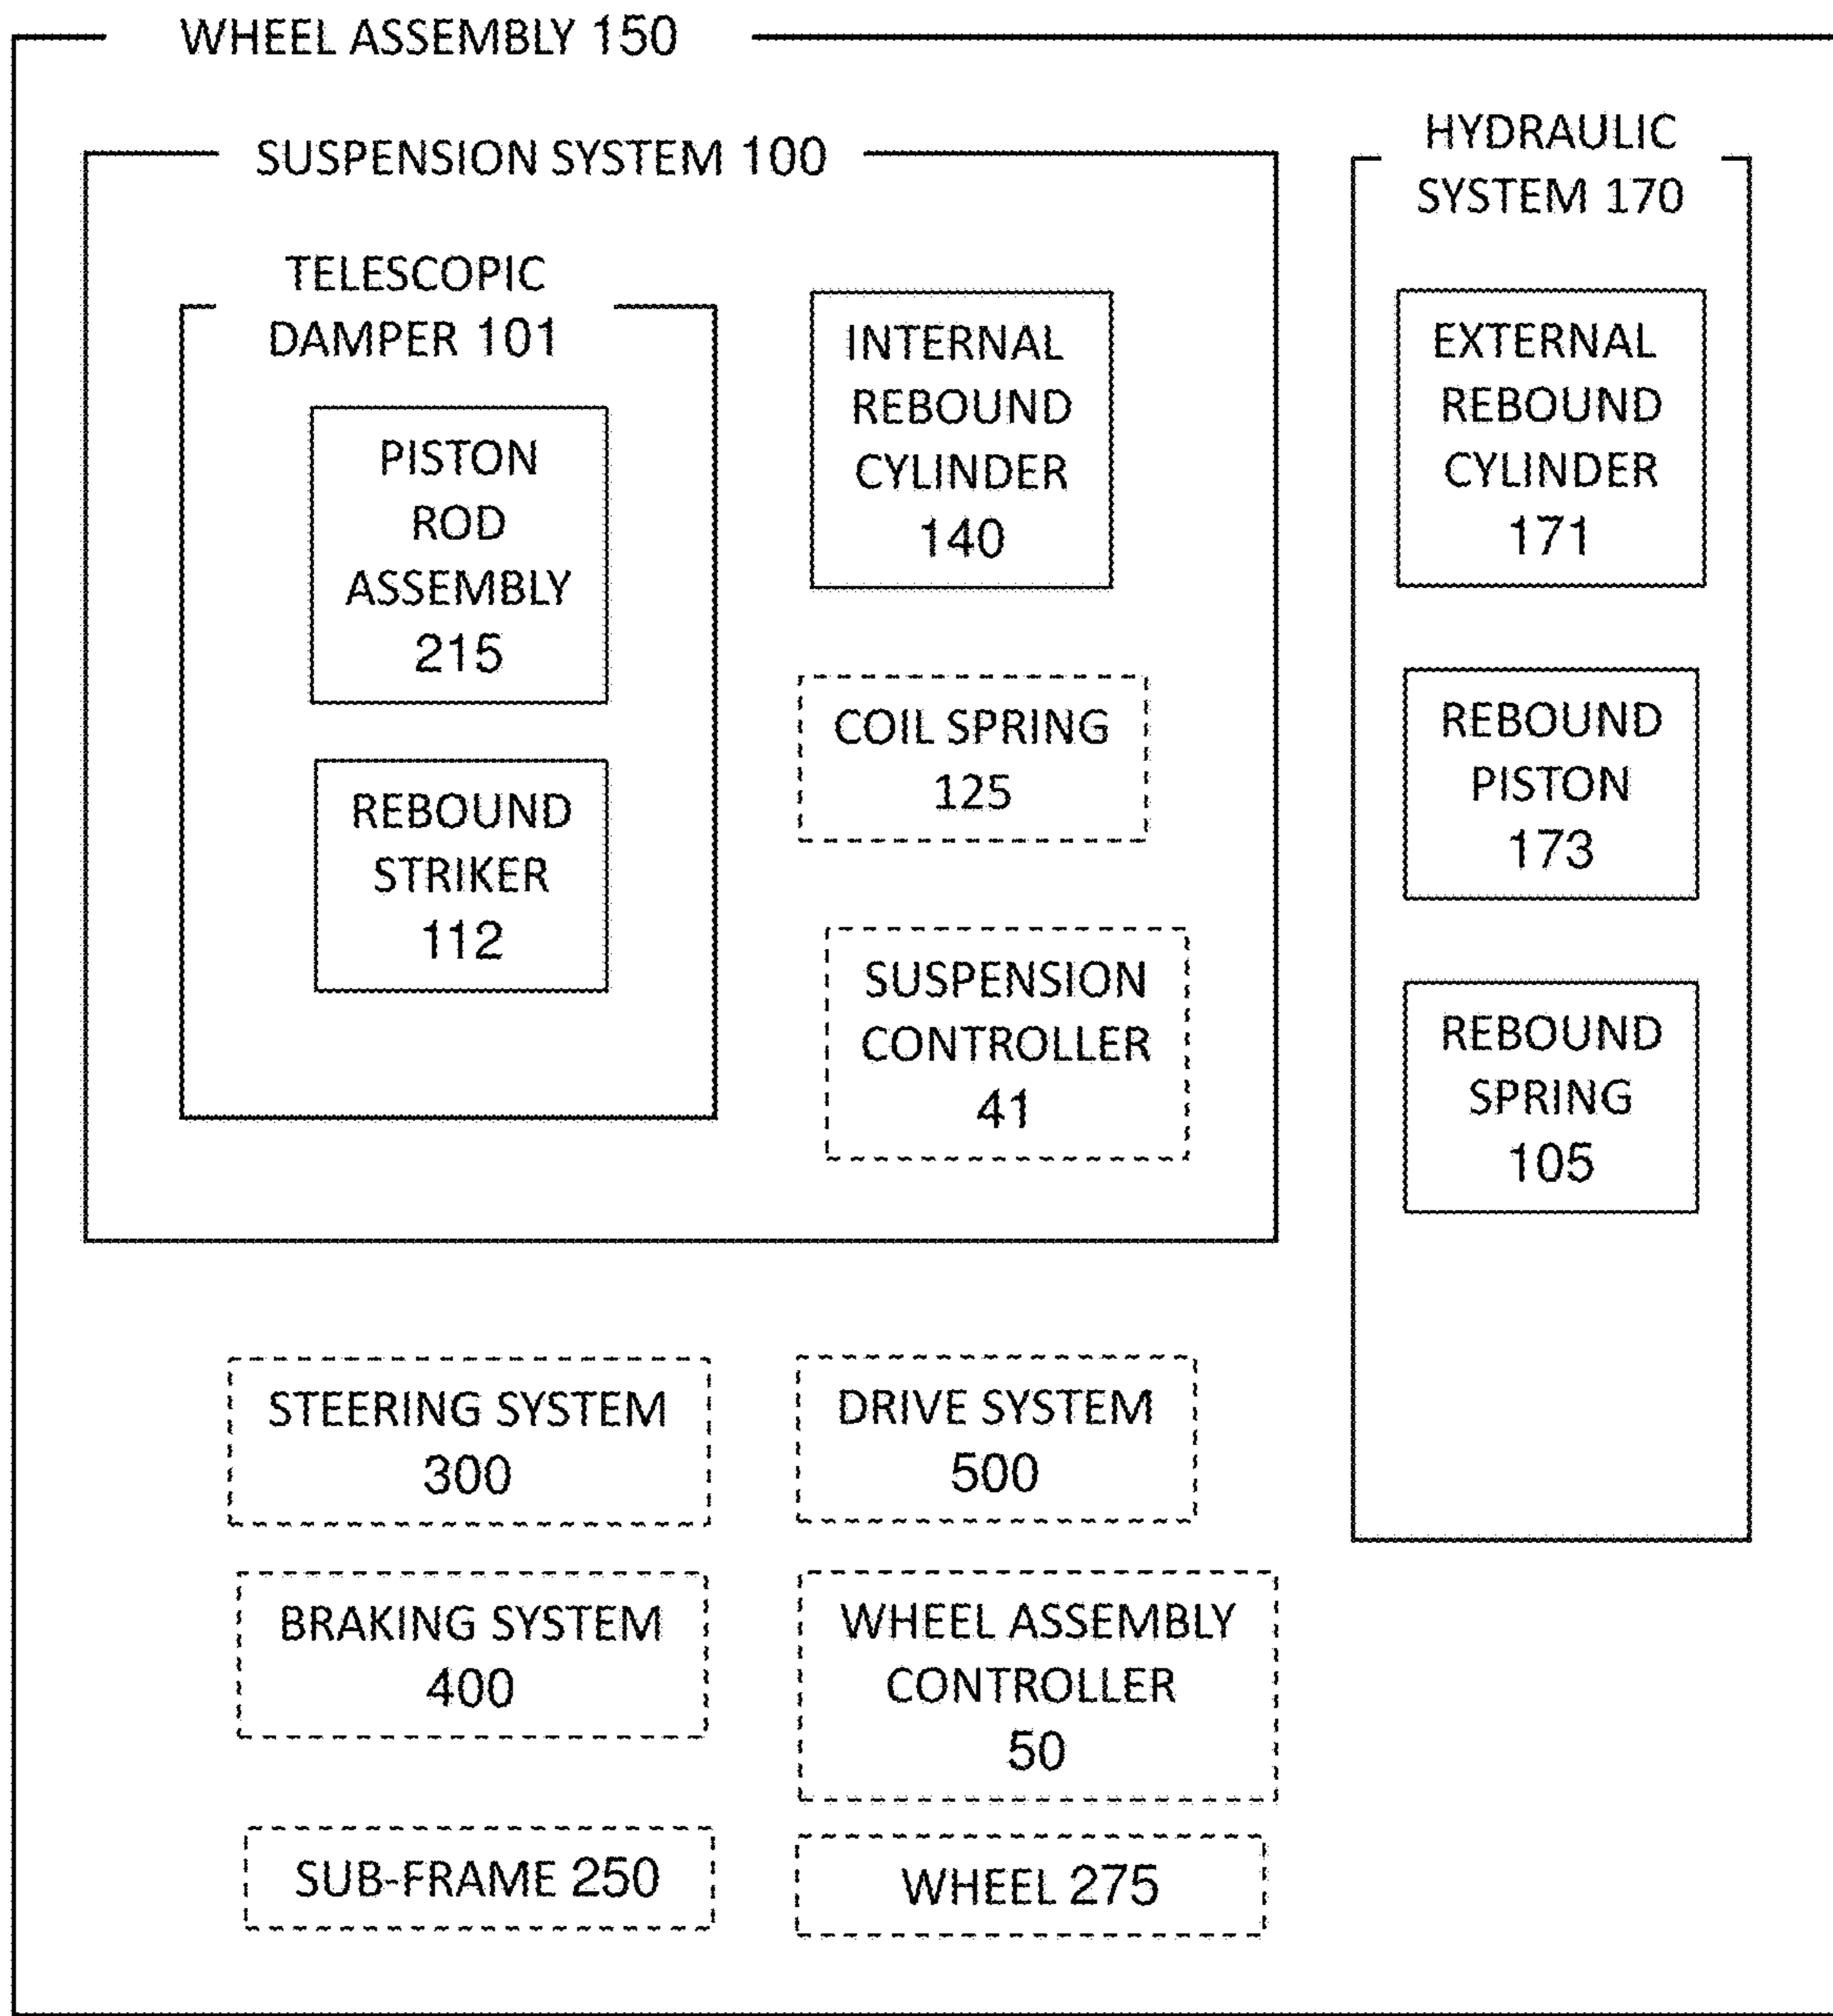 WHEEL ASSEMBLY 150
SUSPENSION SYSTEM 100
TELESCOPIC
DAMPER 101
PISTON
ROD
ASSEMBLY
215
REBOUND
STRIKER
112
INTERNAL
REBOUND
CYLINDER
140
COIL SPRING
125
SUSPENSION
CONTROLLER
41
HYDRAULIC
SYSTEM 170
EXTERNAL
REBOUND
CYLINDER
171
REBOUND
PISTON
173
REBOUND
SPRING
105
STEERING SYSTEM
300
DRIVE SYSTEM
500
BRAKING SYSTEM
400
WHEEL ASSEMBLY
CONTROLLER
50
SUB-FRAME 250
WHEEL 275